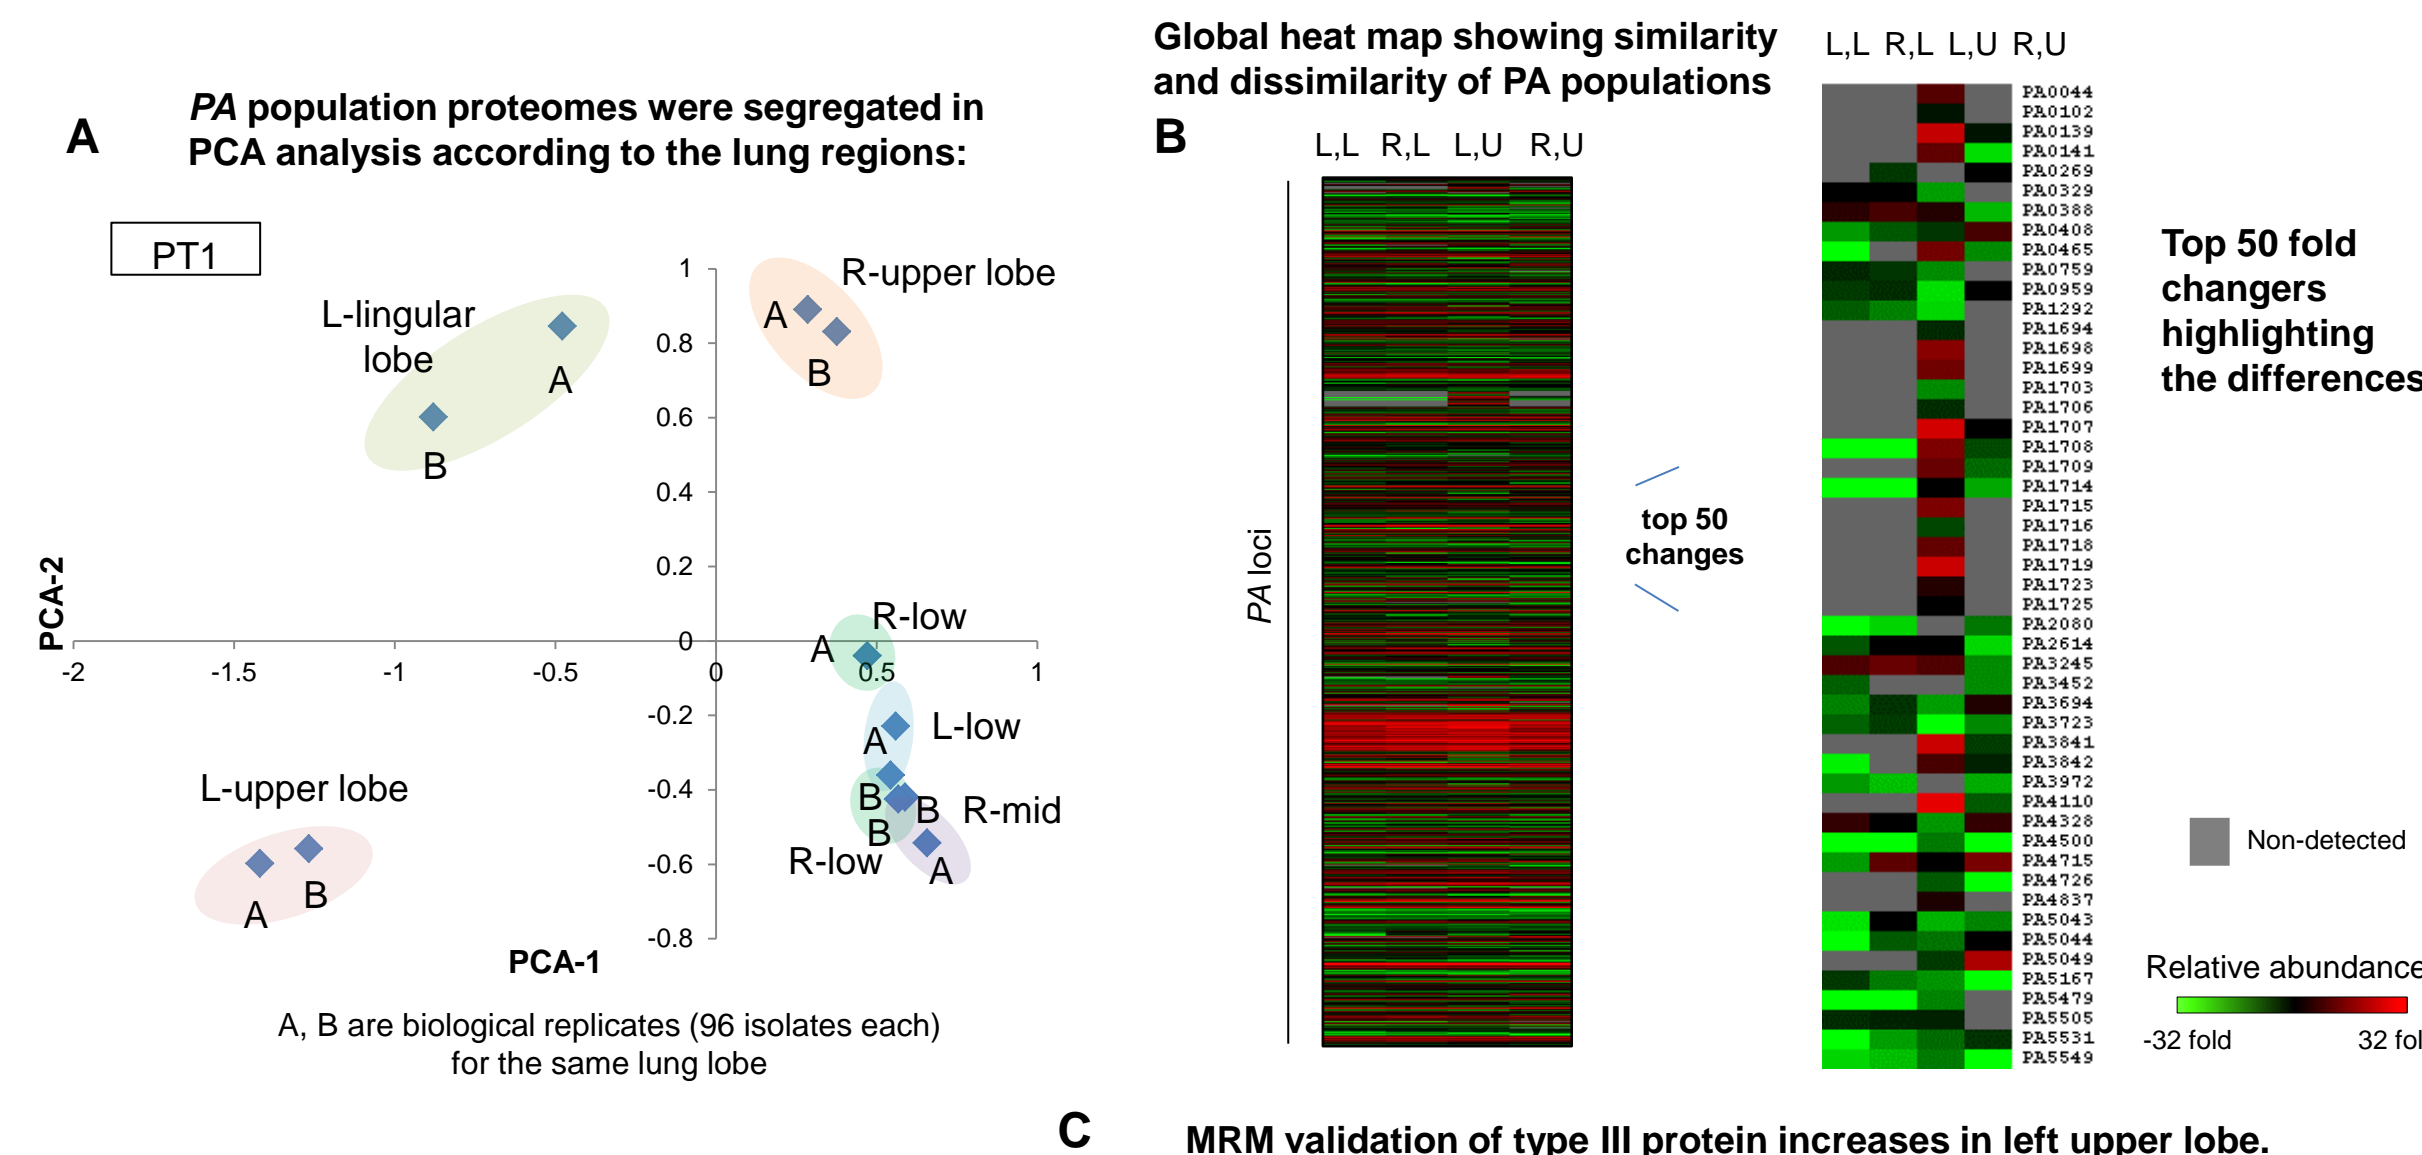 A
PA population proteomes were segregated in
PCA analysis according to the lung regions:
PT1
L-lingular
lobe
A
B
R-upper lobe
A
B
R-low
A
L-low
A
B
B
B
R-mid
R-low
A
L-upper lobe
A
B
PCA-2
1
0.8
0.6
0.4
0.2
0
-0.2
-0.4
-0.6
-0.8
-2
-1.5
-1
-0.5
0
0.5
1
PCA-1
A, B are biological replicates (96 isolates each)
for the same lung lobe
Global heat map showing similarity
and dissimilarity of PA populations
B
L,L R,L L,U R,U
PA loci
top 50
changes
L,L R,L L,U R,U
PA0044
PA0102
PA0139
PA0141
PA0269
PA0329
PA0388
PA0408
PA0465
PA0759
PA0959
PA1292
PA1694
PA1698
PA1699
PA1703
PA1706
PA1707
PA1708
PA1709
PA1714
PA1715
PA1716
PA1718
PA1719
PA1723
PA1725
PA2080
PA2614
PA3245
PA3452
PA3694
PA3723
PA3841
PA3842
PA3972
PA4110
PA4328
PA4500
PA4715
PA4726
PA4837
PA5043
PA5044
PA5049
PA5167
PA5479
PA5505
PA5531
PA5549
Top 50 fold
changers
highlighting
the differences
Non-detected
Relative abundance
-32 fold
32 fol
C
MRM validation of type III protein increases in left upper lobe.